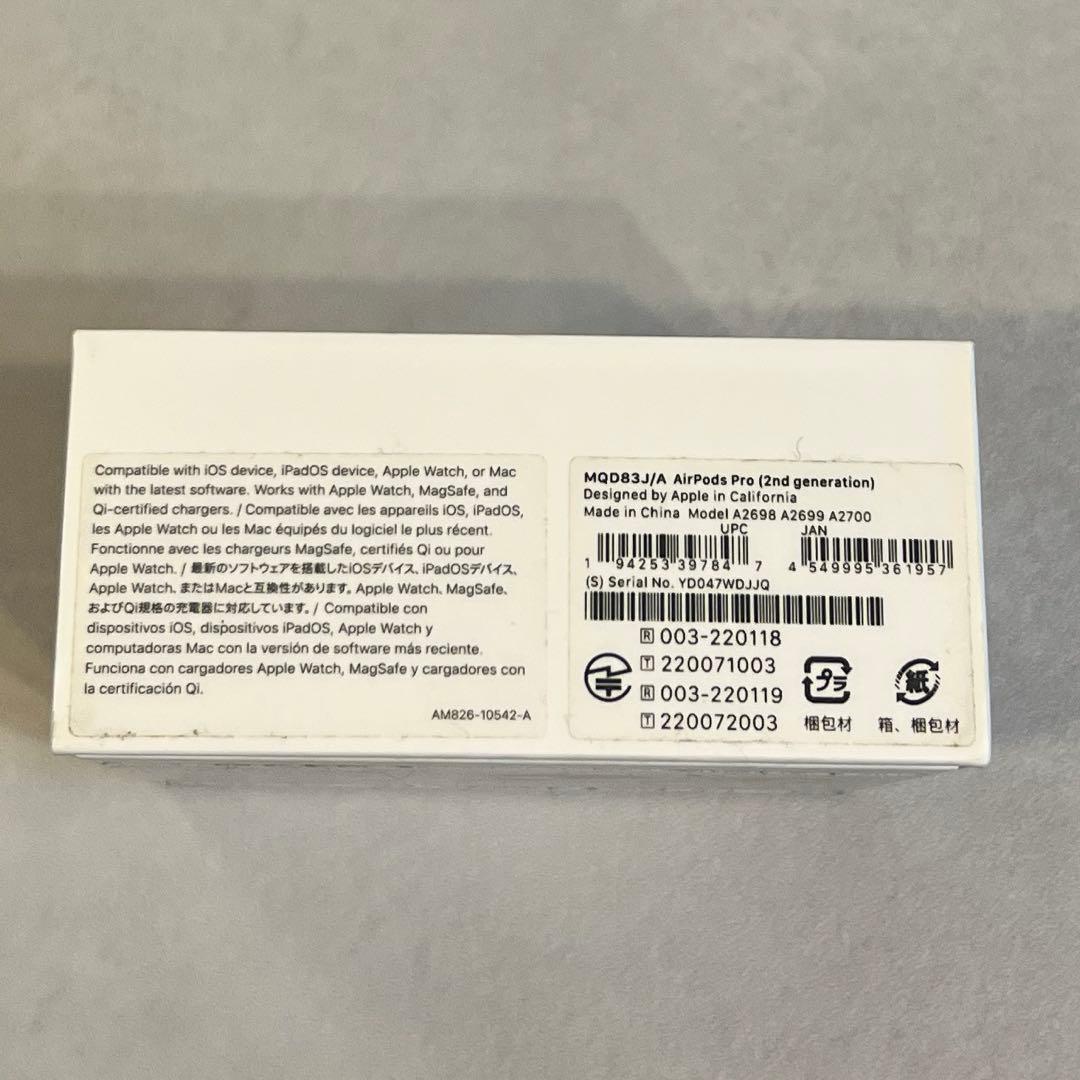 Compatible with iOS device, iPadOS device, Apple Watch, or Mac
with the latest software. Works with Apple Watch, MagSafe, and
Qi-certified chargers. / Compatible avec les appareils iOS, iPadOS,
les Apple Watch ou les Mac équipés du logiciel le plus récent.
Fonctionne avec les chargeurs MagSafe, certifiés Qi ou pour
Apple Watch. / 最新のソフトウェアを搭載したiOSデバイス、iPadOSデバイス、
Apple Watch、またはMacと互換性があります。Apple Watch、MagSafe、
およびQi規格の充電器に対応しています。/ Compatible con
dispositivos iOS, dispositivos iPadOS, Apple Watch y
computadoras Mac con la versión de software más reciente.
Funciona con cargadores Apple Watch, MagSafe y cargadores con
la certificación Qi.
AM826-10542-A
MQD83J/A AirPods Pro (2nd generation)
Designed by Apple in California
Made in China Model A2698 A2699 A2700
UPC JAN
1 94253 39784 7 4 549995 361957
(S) Serial No. YD047WDJJQ
R 003-220118
T 220071003
R 003-220119
T 220072003
プラ 紙
梱包材 箱、梱包材